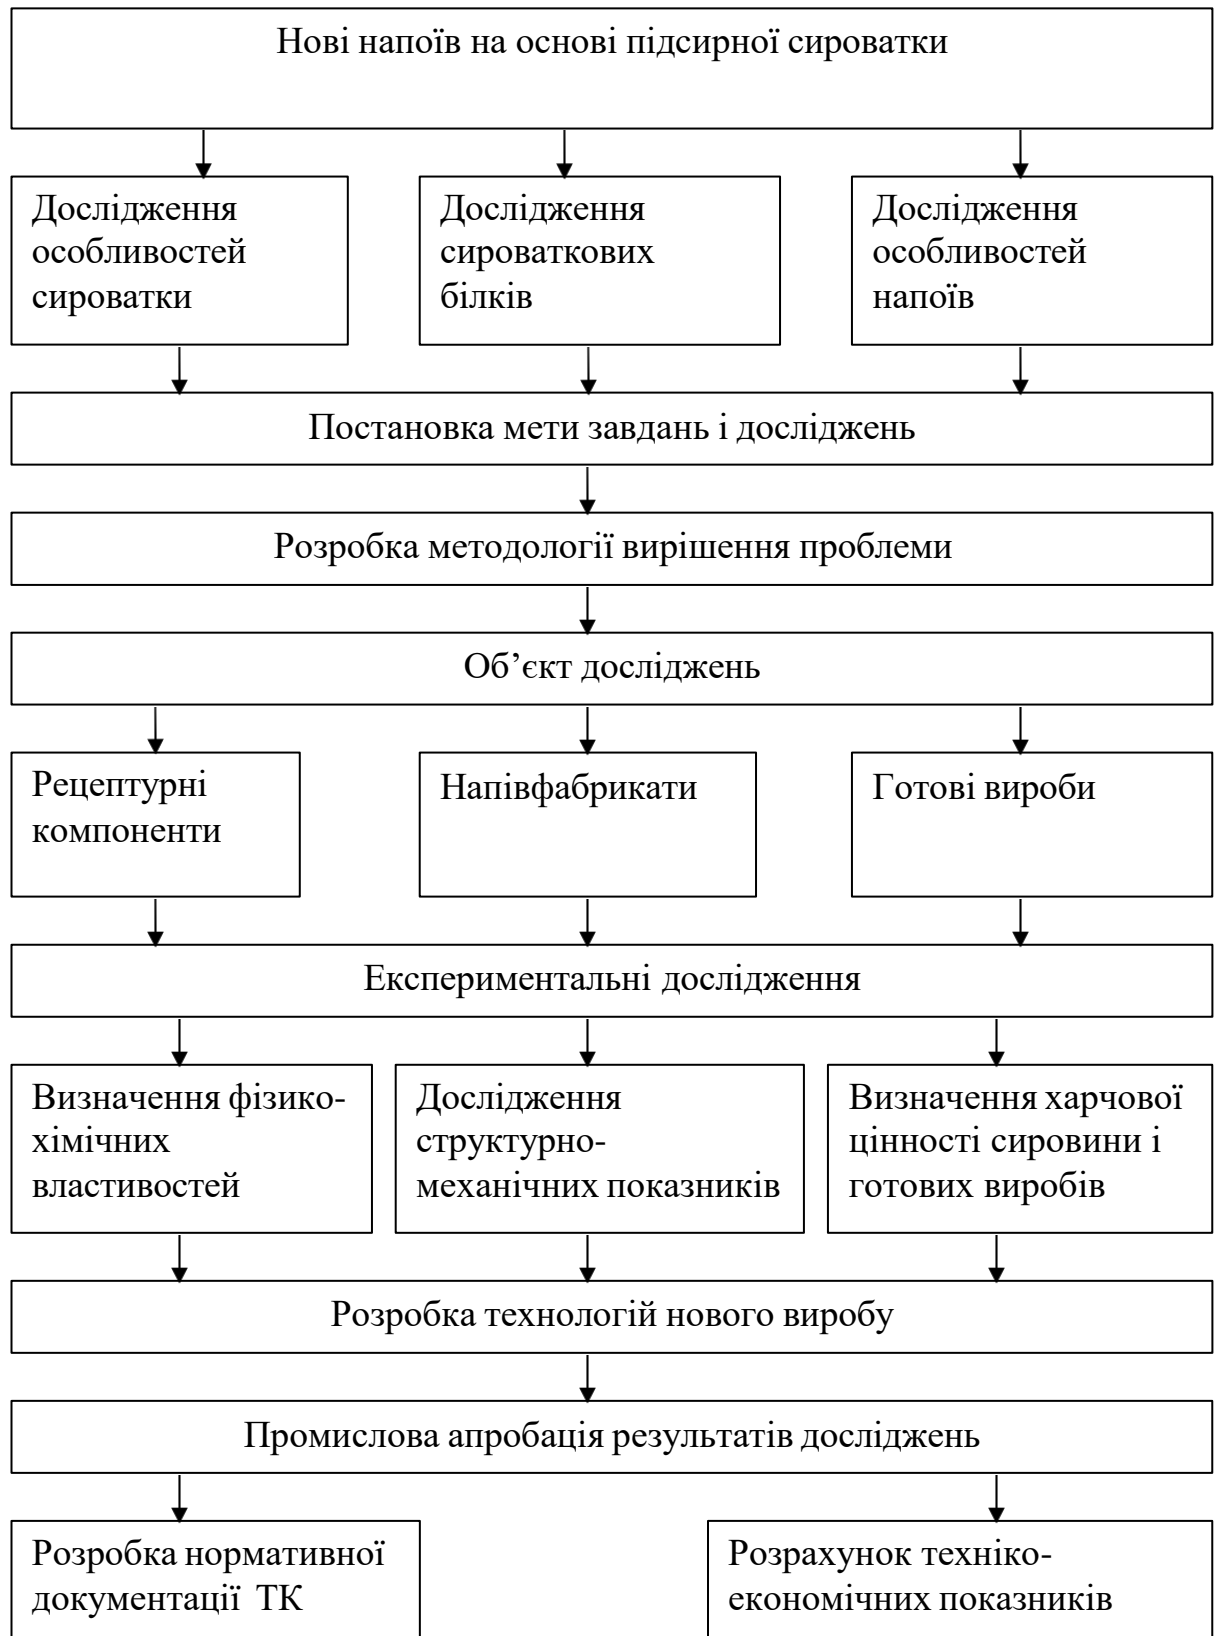 Нові напоїв на основі підсирної сироватки
Дослідження
особливостей
сироватки
Дослідження
сироваткових
білків
Дослідження
особливостей
напоїв
Постановка мети завдань і досліджень
Розробка методології вирішення проблеми
Об’єкт досліджень
Рецептурні
компоненти
Напівфабрикати
Готові вироби
Експериментальні дослідження
Визначення фізико-
хімічних
властивостей
Дослідження
структурно-
механічних показників
Визначення харчової
цінності сировини і
готових виробів
Розробка технологій нового виробу
Промислова апробація результатів досліджень
Розробка нормативної
документації ТК
Розрахунок техніко-
економічних показників